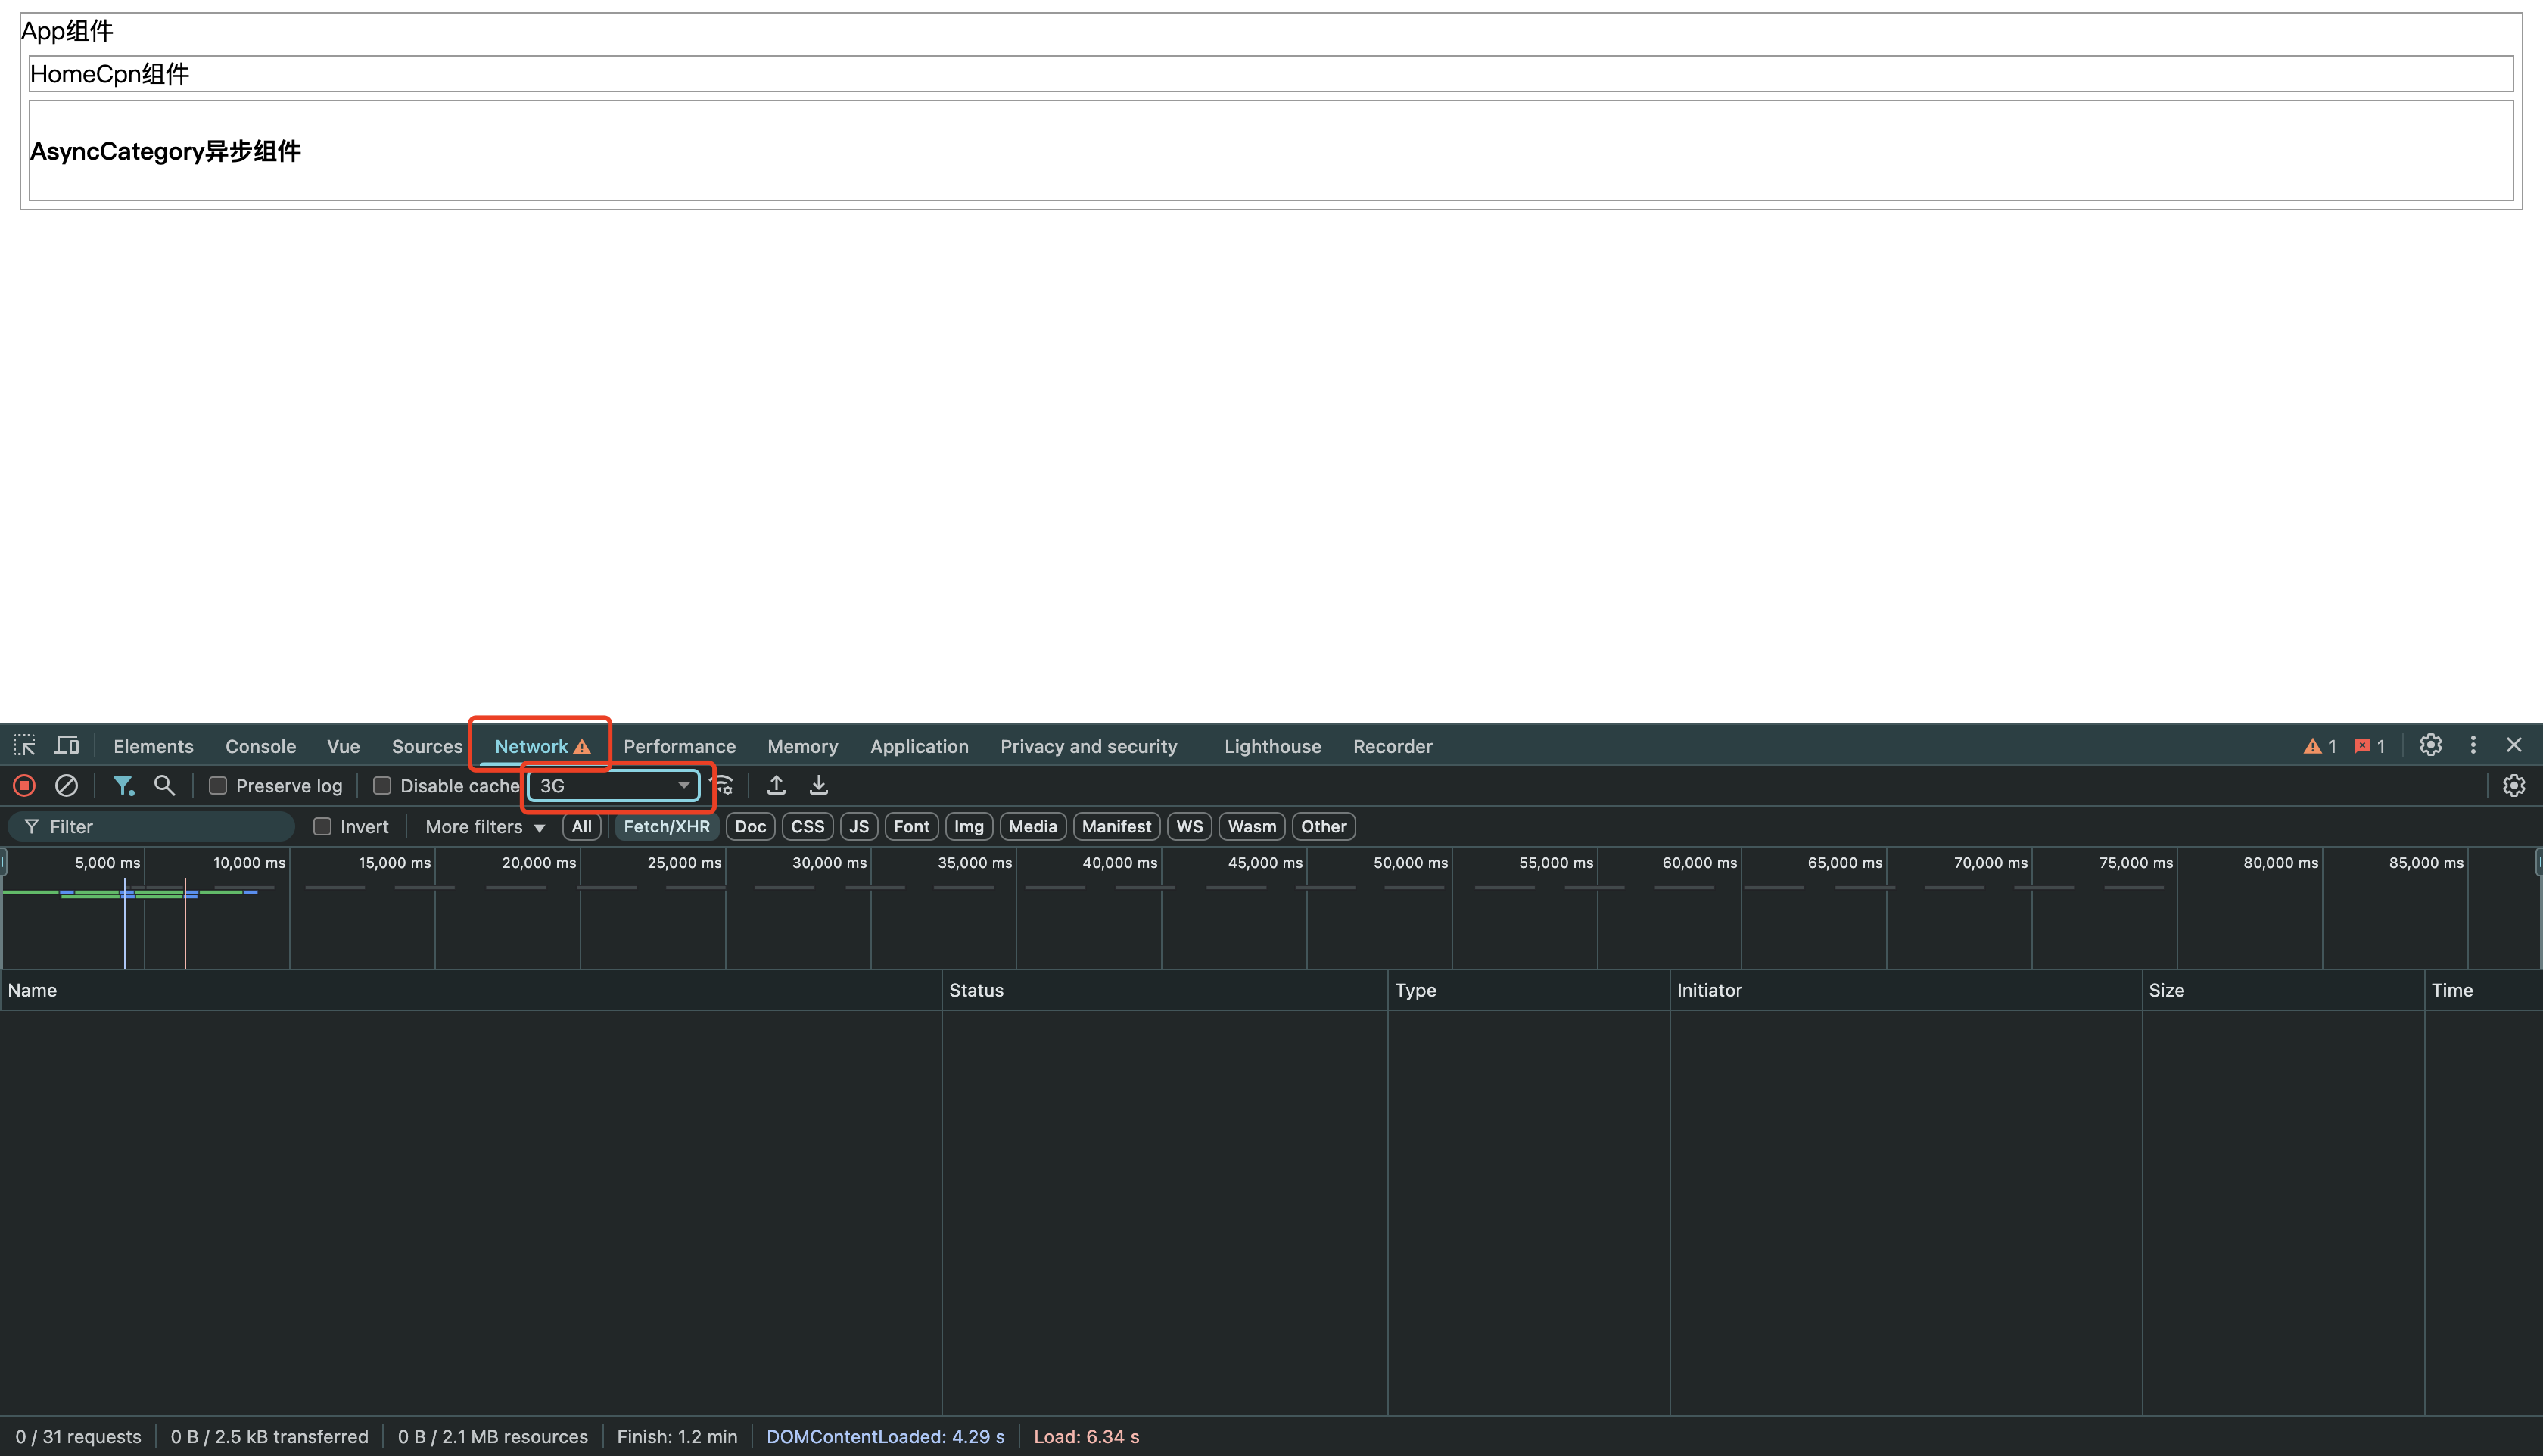 App组件
HomeCpn组件
AsyncCategory异步组件
Elements Console Vue Sources Network Performance Memory Application Privacy and security Lighthouse Recorder 1 1
Preserve log Disable cache 3G
Filter Invert More filters All Fetch/XHR Doc CSS JS Font Img Media Manifest WS Wasm Other
5,000 ms 10,000 ms 15,000 ms 20,000 ms 25,000 ms 30,000 ms 35,000 ms 40,000 ms 45,000 ms 50,000 ms 55,000 ms 60,000 ms 65,000 ms 70,000 ms 75,000 ms 80,000 ms 85,000 ms
Name Status Type Initiator Size Time
0 / 31 requests 0 B / 2.5 kB transferred 0 B / 2.1 MB resources Finish: 1.2 min DOMContentLoaded: 4.29 s Load: 6.34 s